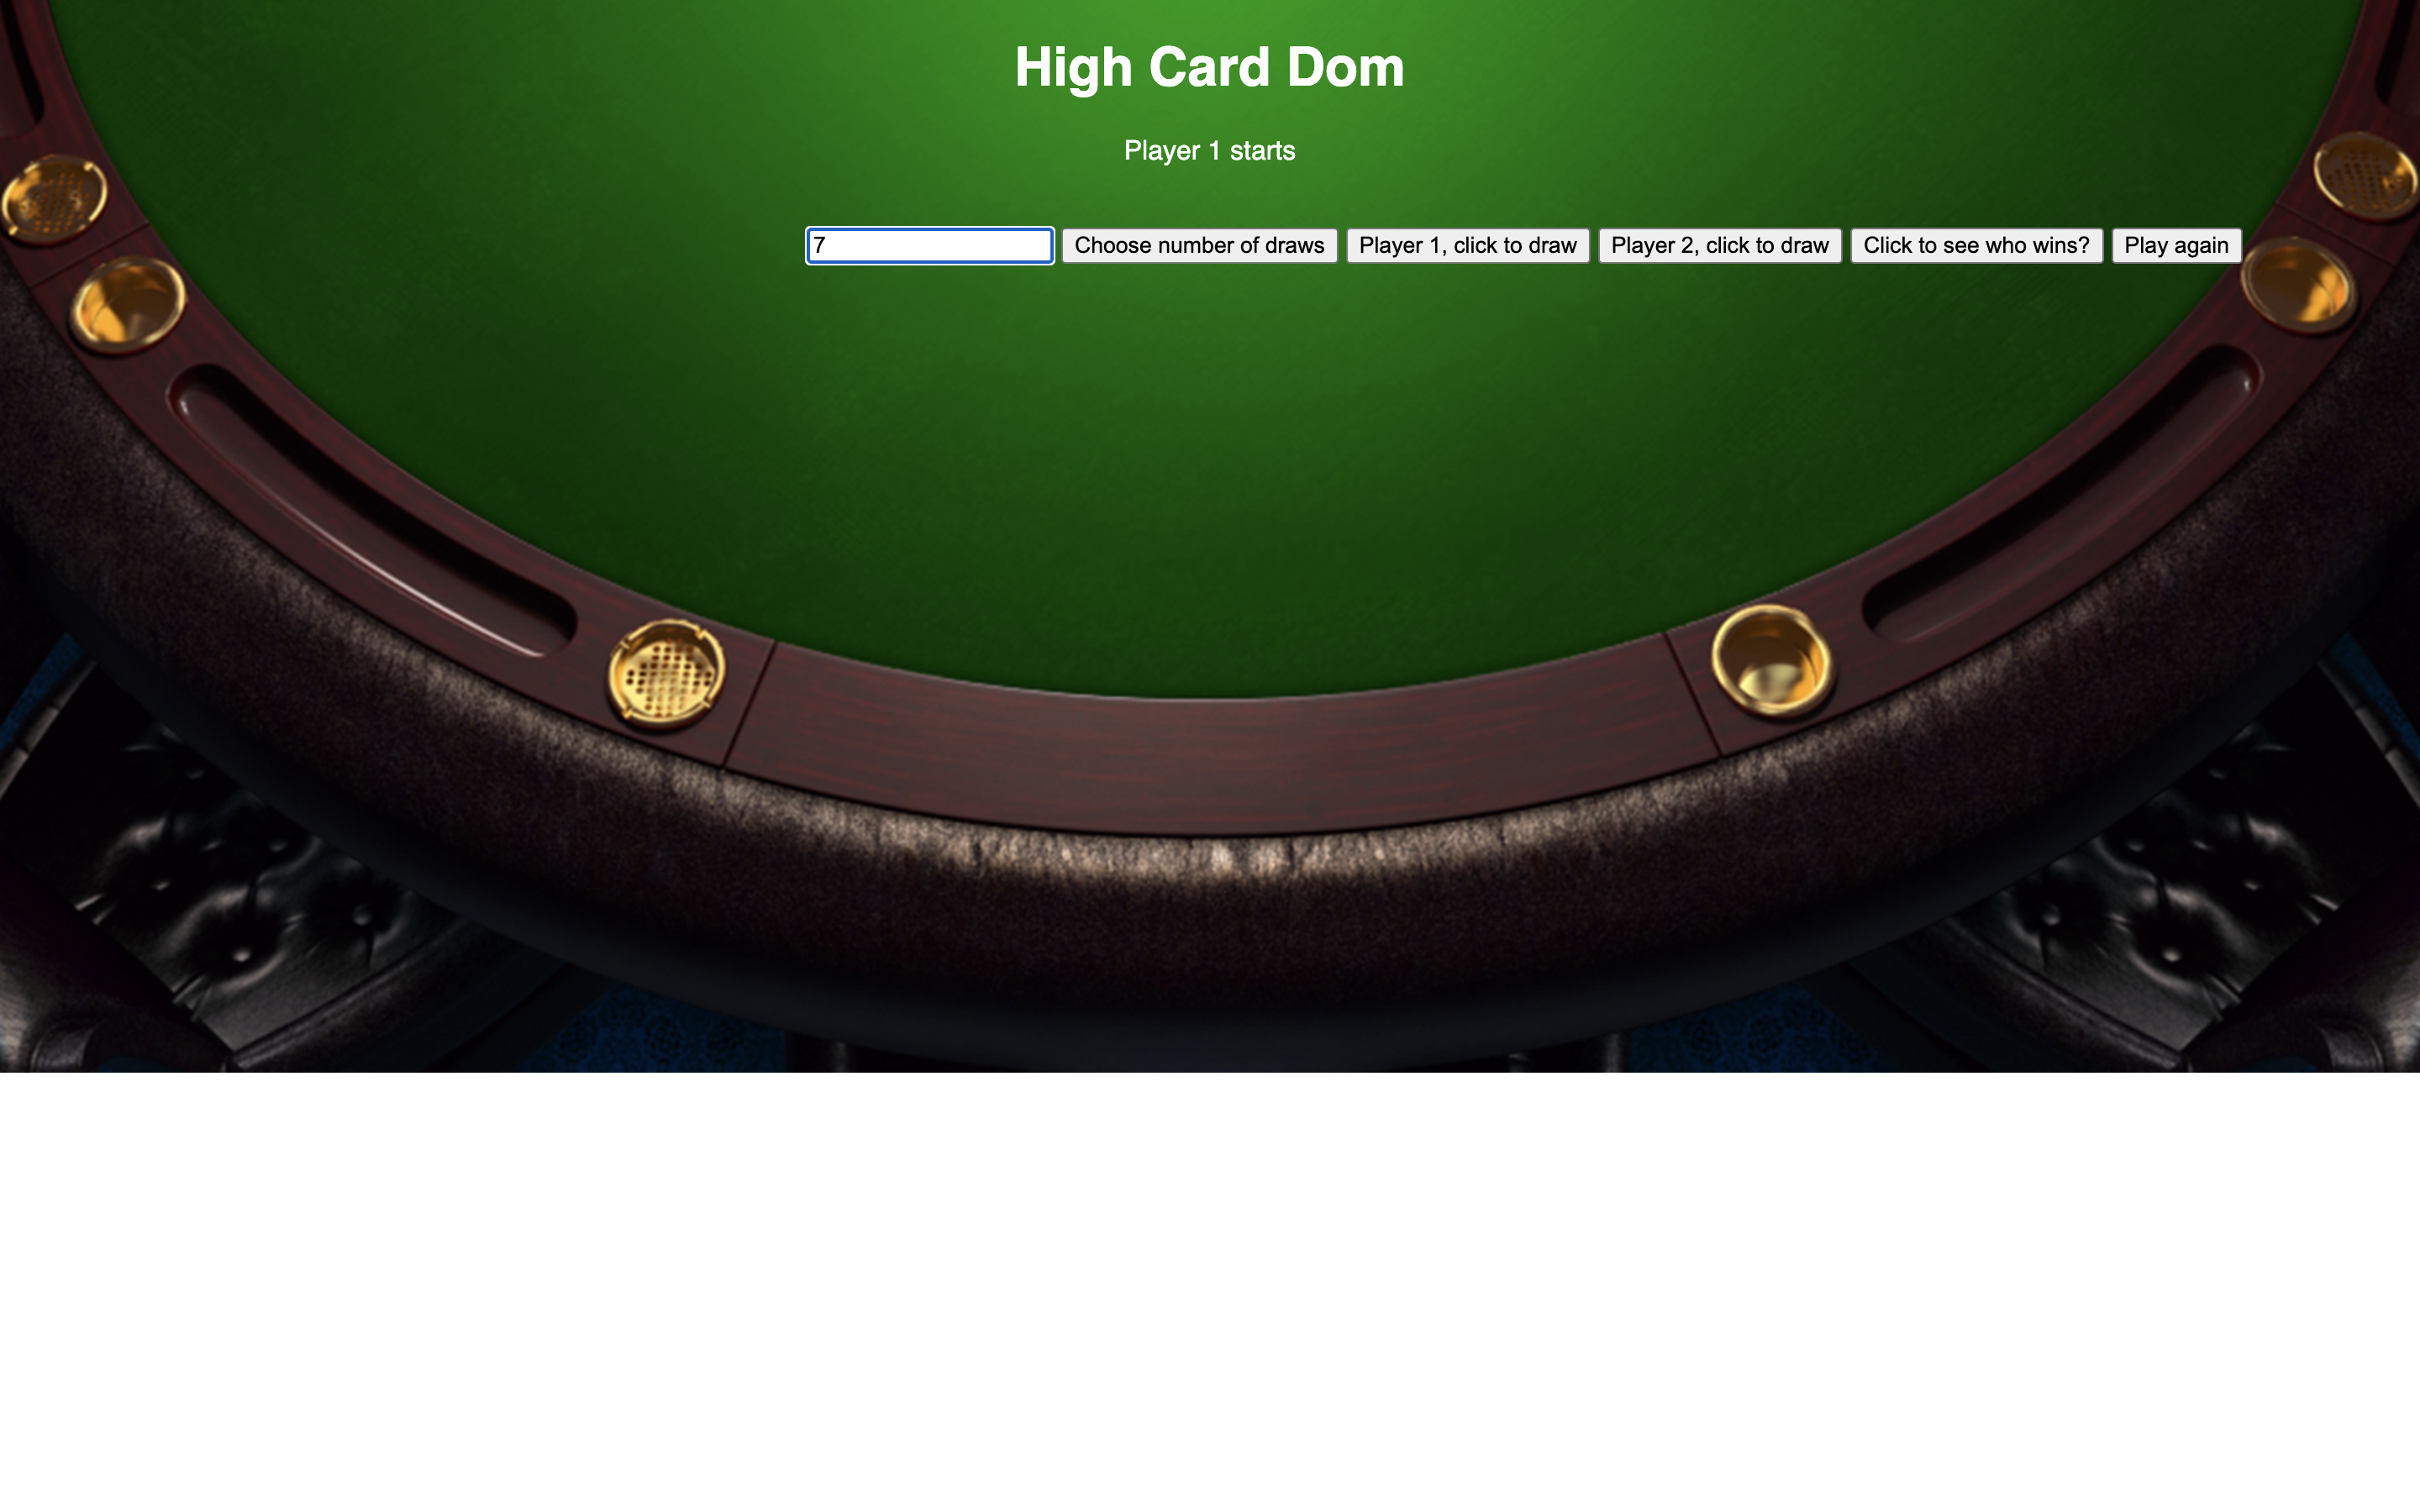 High Card Dom
Player 1 starts
7 Choose number of draws Player 1, click to draw Player 2, click to draw Click to see who wins? Play again